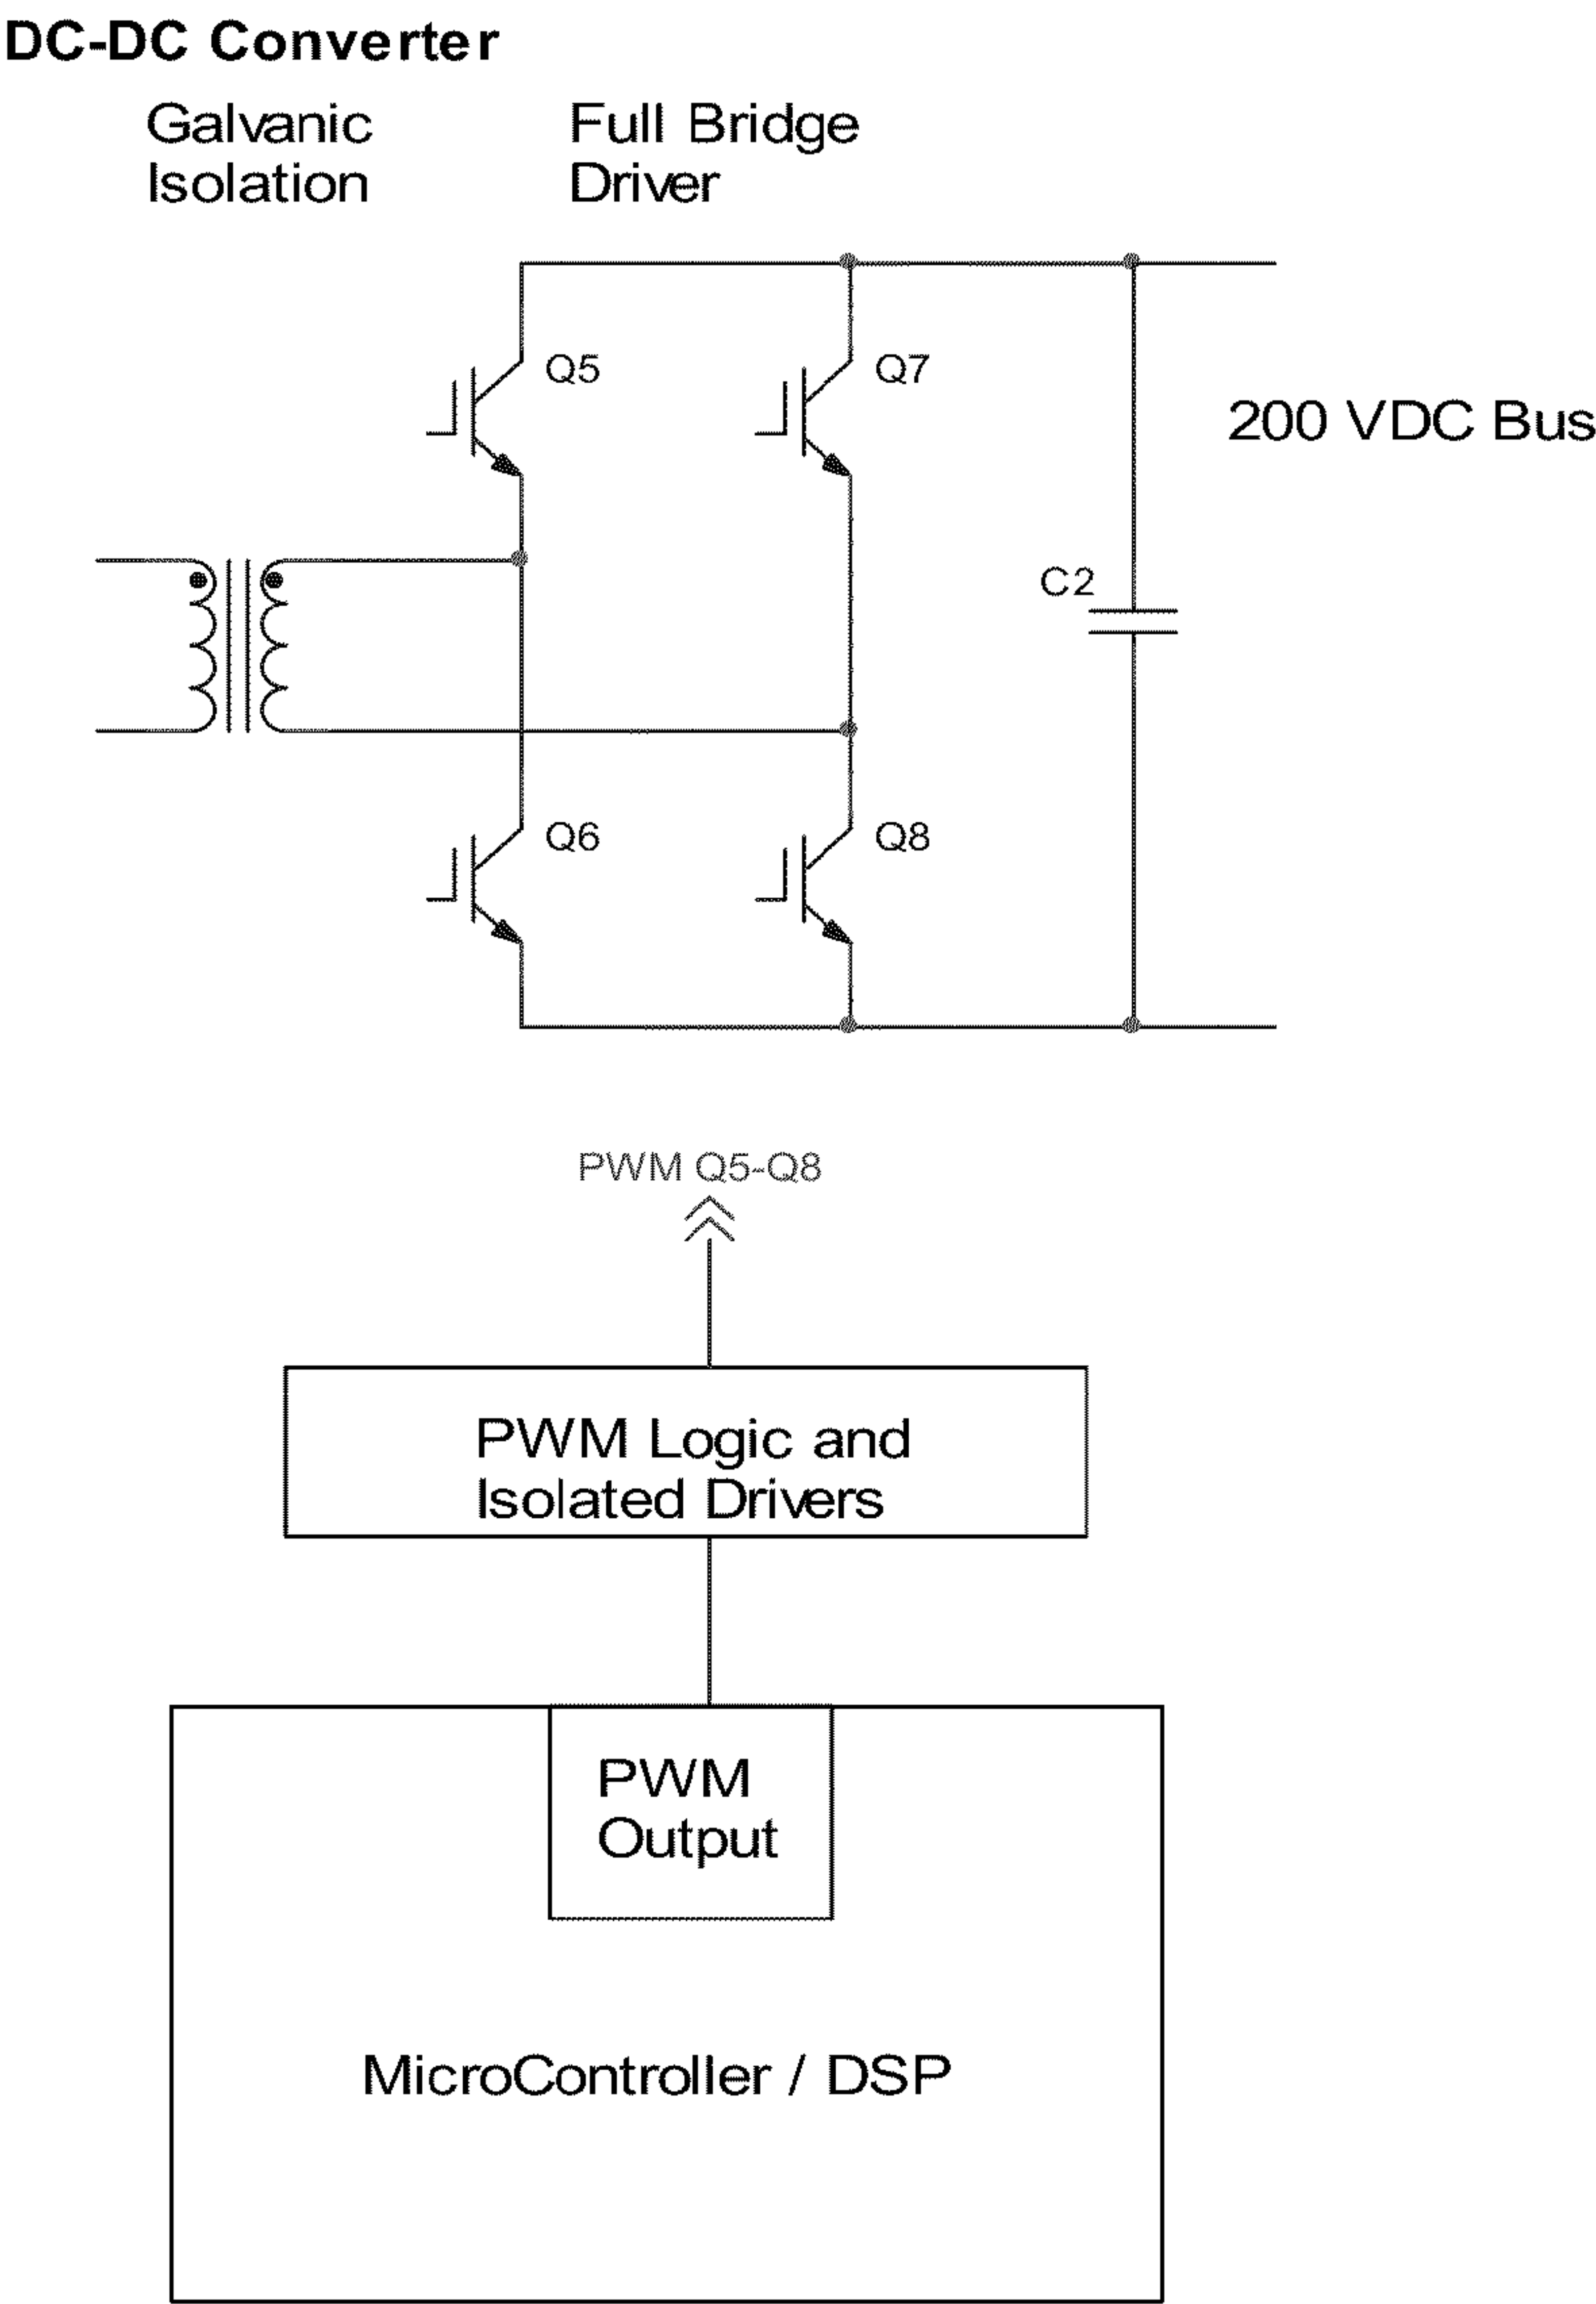 DC-DC Converter
Galvanic
Isolation
Full Bridge
Driver
Q5
Q7
200 VDC Bus
C2
Q6
Q8
PWM Q5-Q8
PWM Logic and
Isolated Drivers
PWM
Output
MicroController / DSP